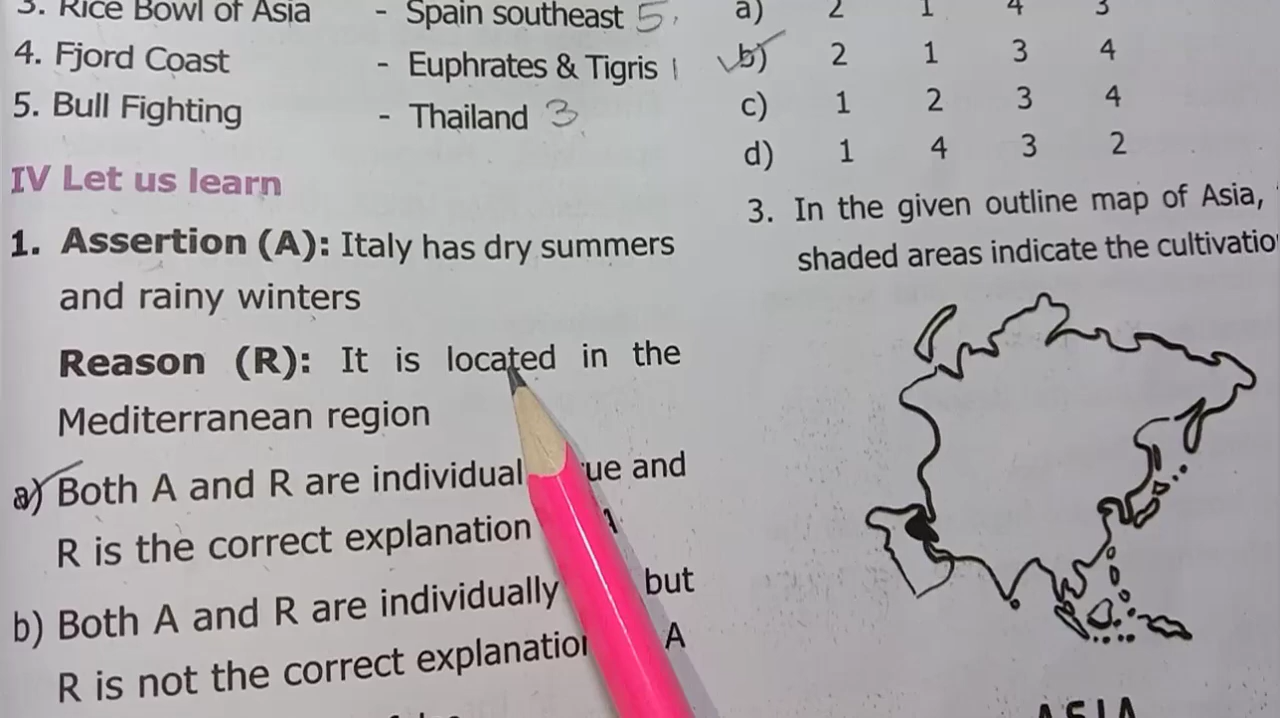 3. Rice Bowl of Asia - Spain southeast 5.
4. Fjord Coast - Euphrates & Tigris 1
5. Bull Fighting - Thailand 3
IV Let us learn
1. Assertion (A): Italy has dry summers
and rainy winters
Reason (R): It is located in the
Mediterranean region
a) Both A and R are individual ue and
R is the correct explanation A
b) Both A and R are individually but
R is not the correct explanation A
a) 2 1 4 3
b) 2 1 3 4
c) 1 2 3 4
d) 1 4 3 2
3. In the given outline map of Asia,
shaded areas indicate the cultivatio
ASIA